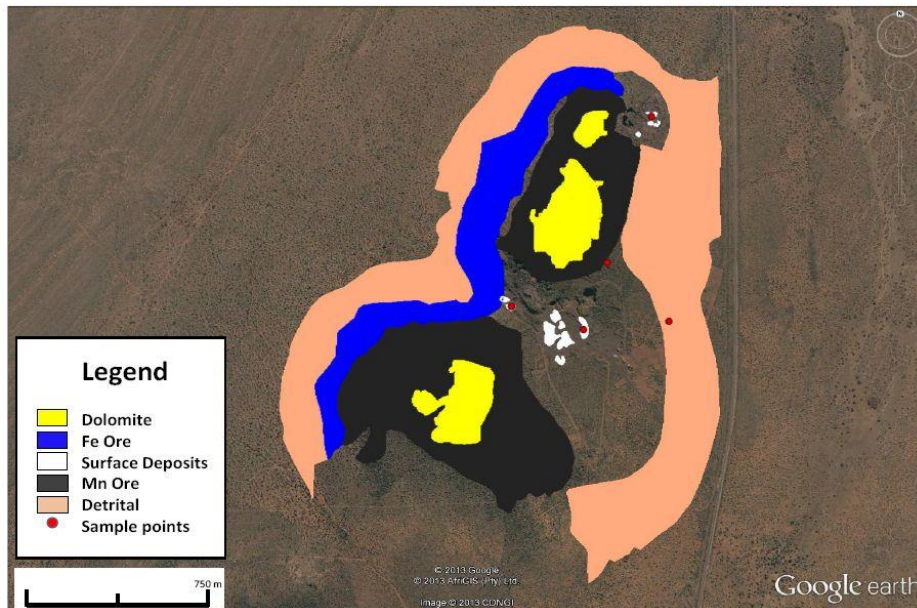 N
Legend
Dolomite
Fe Ore
Surface Deposits
Mn Ore
Detrital
Sample points
750 m
© 2013 Google
© 2013 AfriGIS (Pty) Ltd.
Image © 2013 CDNGI
Google earth